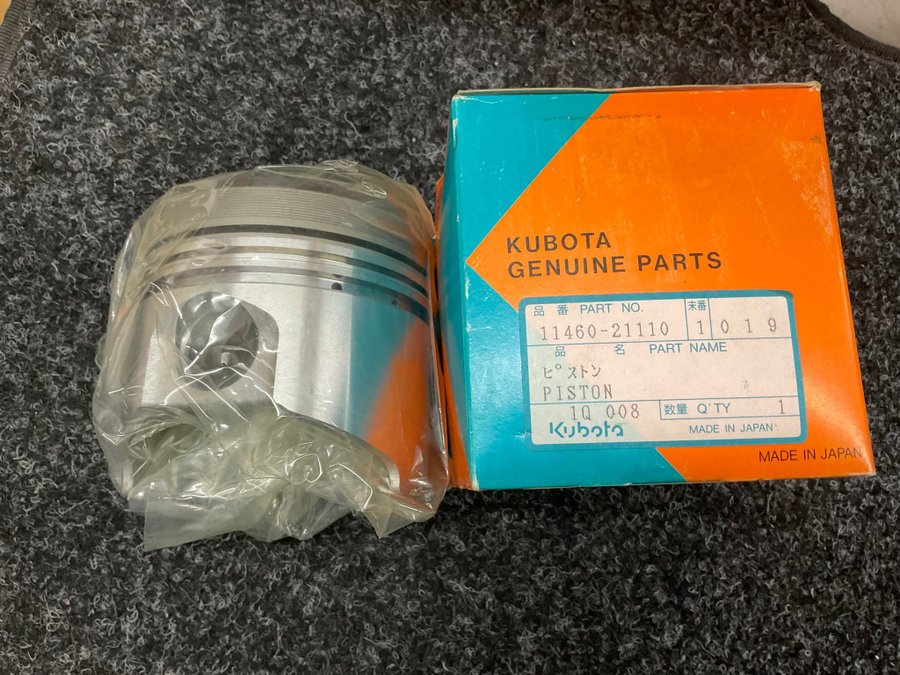 KUBOTA
GENUINE PARTS
品 番 PART NO. 末番
11460-21110 1 0 1 9
品 名 PART NAME
ピストン
PISTON
1Q 008 数量 Q'TY 1
Kubota MADE IN JAPAN
MADE IN JAPAN